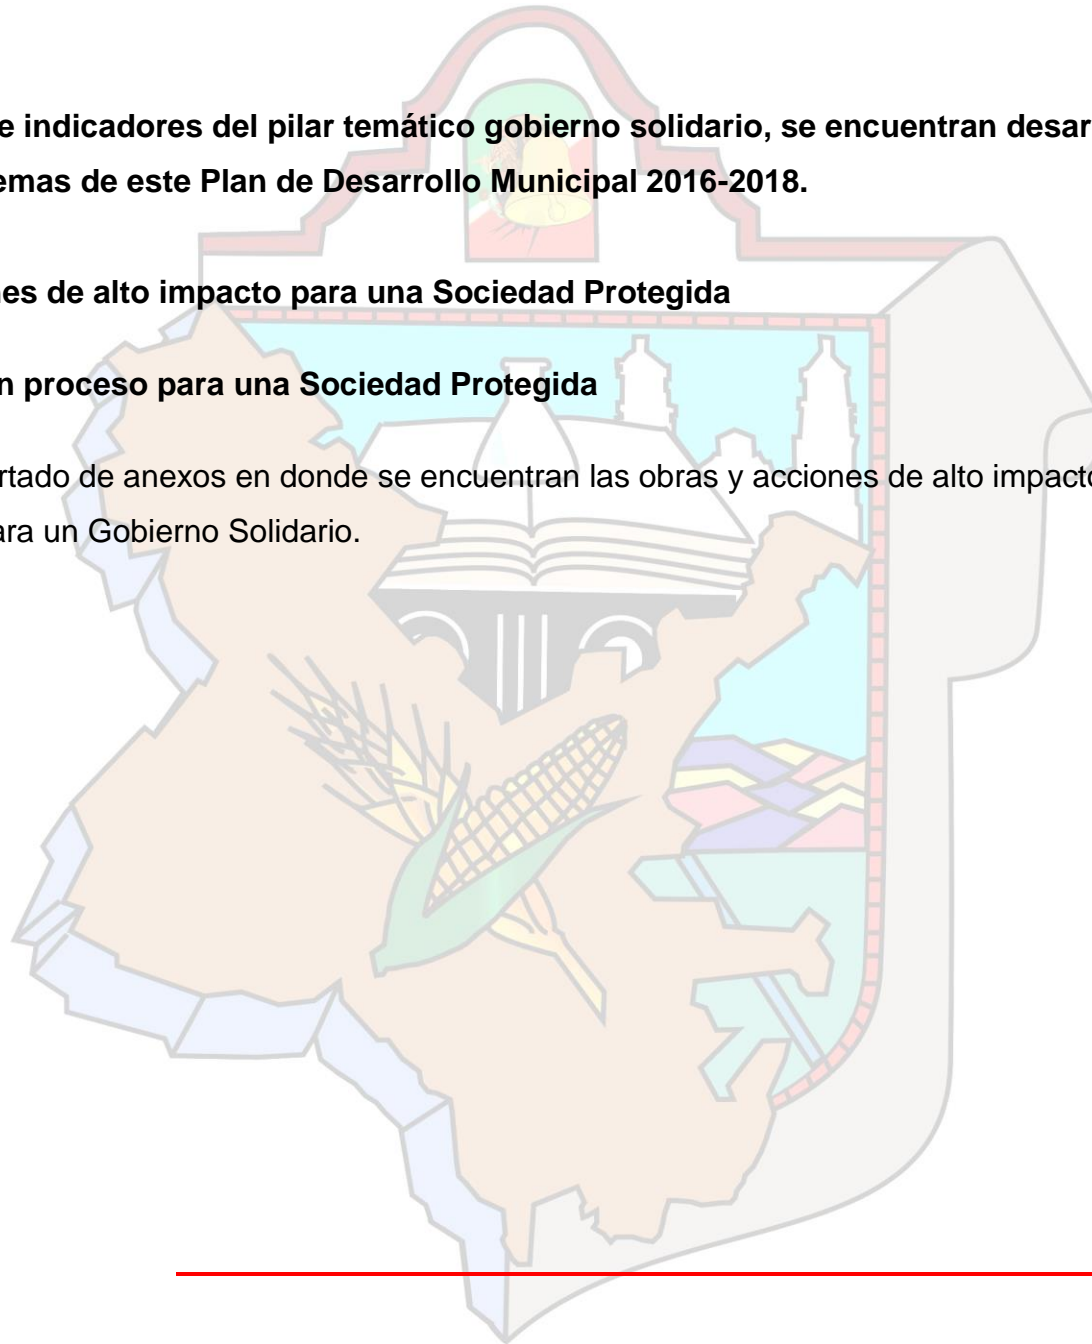 e indicadores del pilar temático gobierno solidario, se encuentran desar
emas de este Plan de Desarrollo Municipal 2016-2018.
nes de alto impacto para una Sociedad Protegida
n proceso para una Sociedad Protegida
rtado de anexos en donde se encuentran las obras y acciones de alto impacto
ara un Gobierno Solidario.